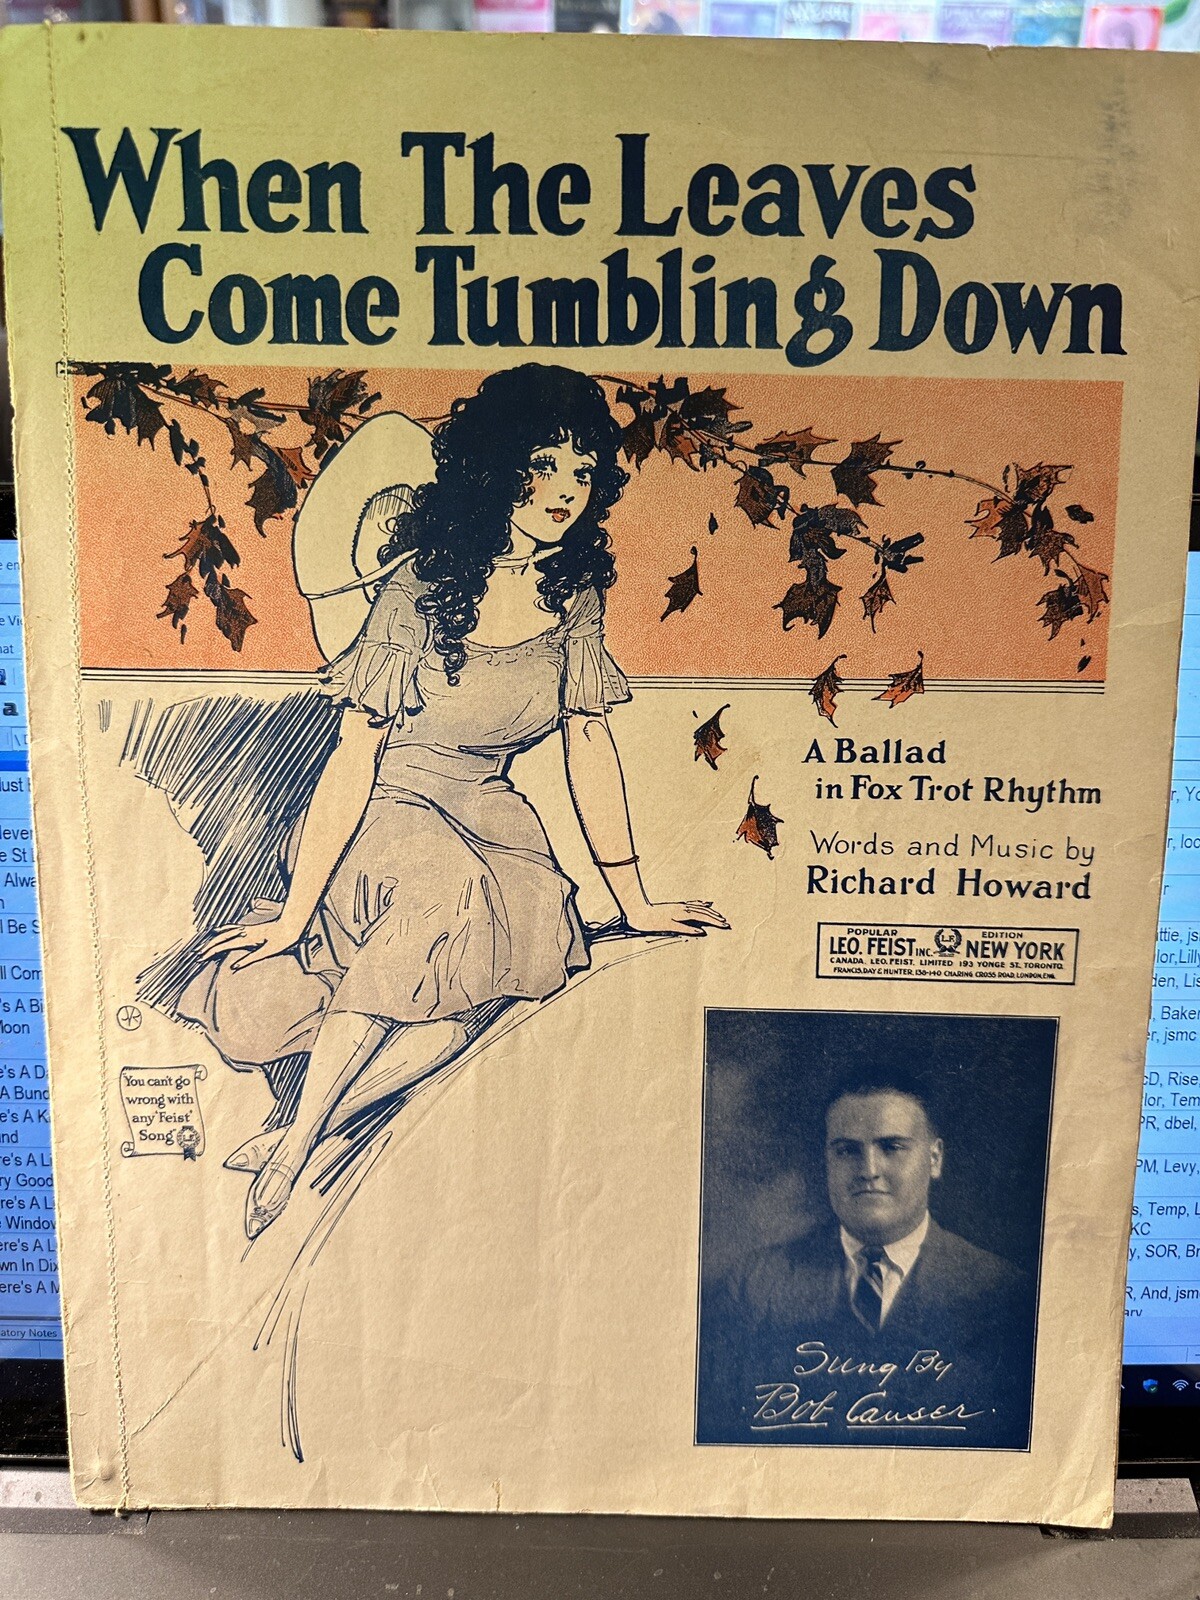 When The Leaves
Come Tumbling Down
A Ballad
in Fox Trot Rhythm
Words and Music by
Richard Howard
POPULAR EDITION
LEO. FEIST INC. LF NEW YORK
CANADA. LEO. FEIST, LIMITED 193 YONGE ST. TORONTO.
FRANCIS, DAY & HUNTER, 138-140 CHARING CROSS ROAD, LONDON, ENG.
You can't go
wrong with
any "Feist"
Song
Sung By
Bob Causer